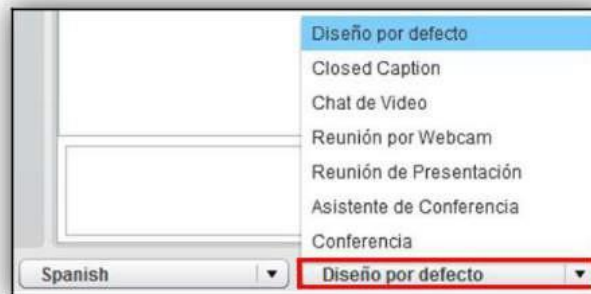 Diseño por defecto
Closed Caption
Chat de Video
Reunión por Webcam
Reunión de Presentación
Asistente de Conferencia
Conferencia
Spanish
Diseño por defecto